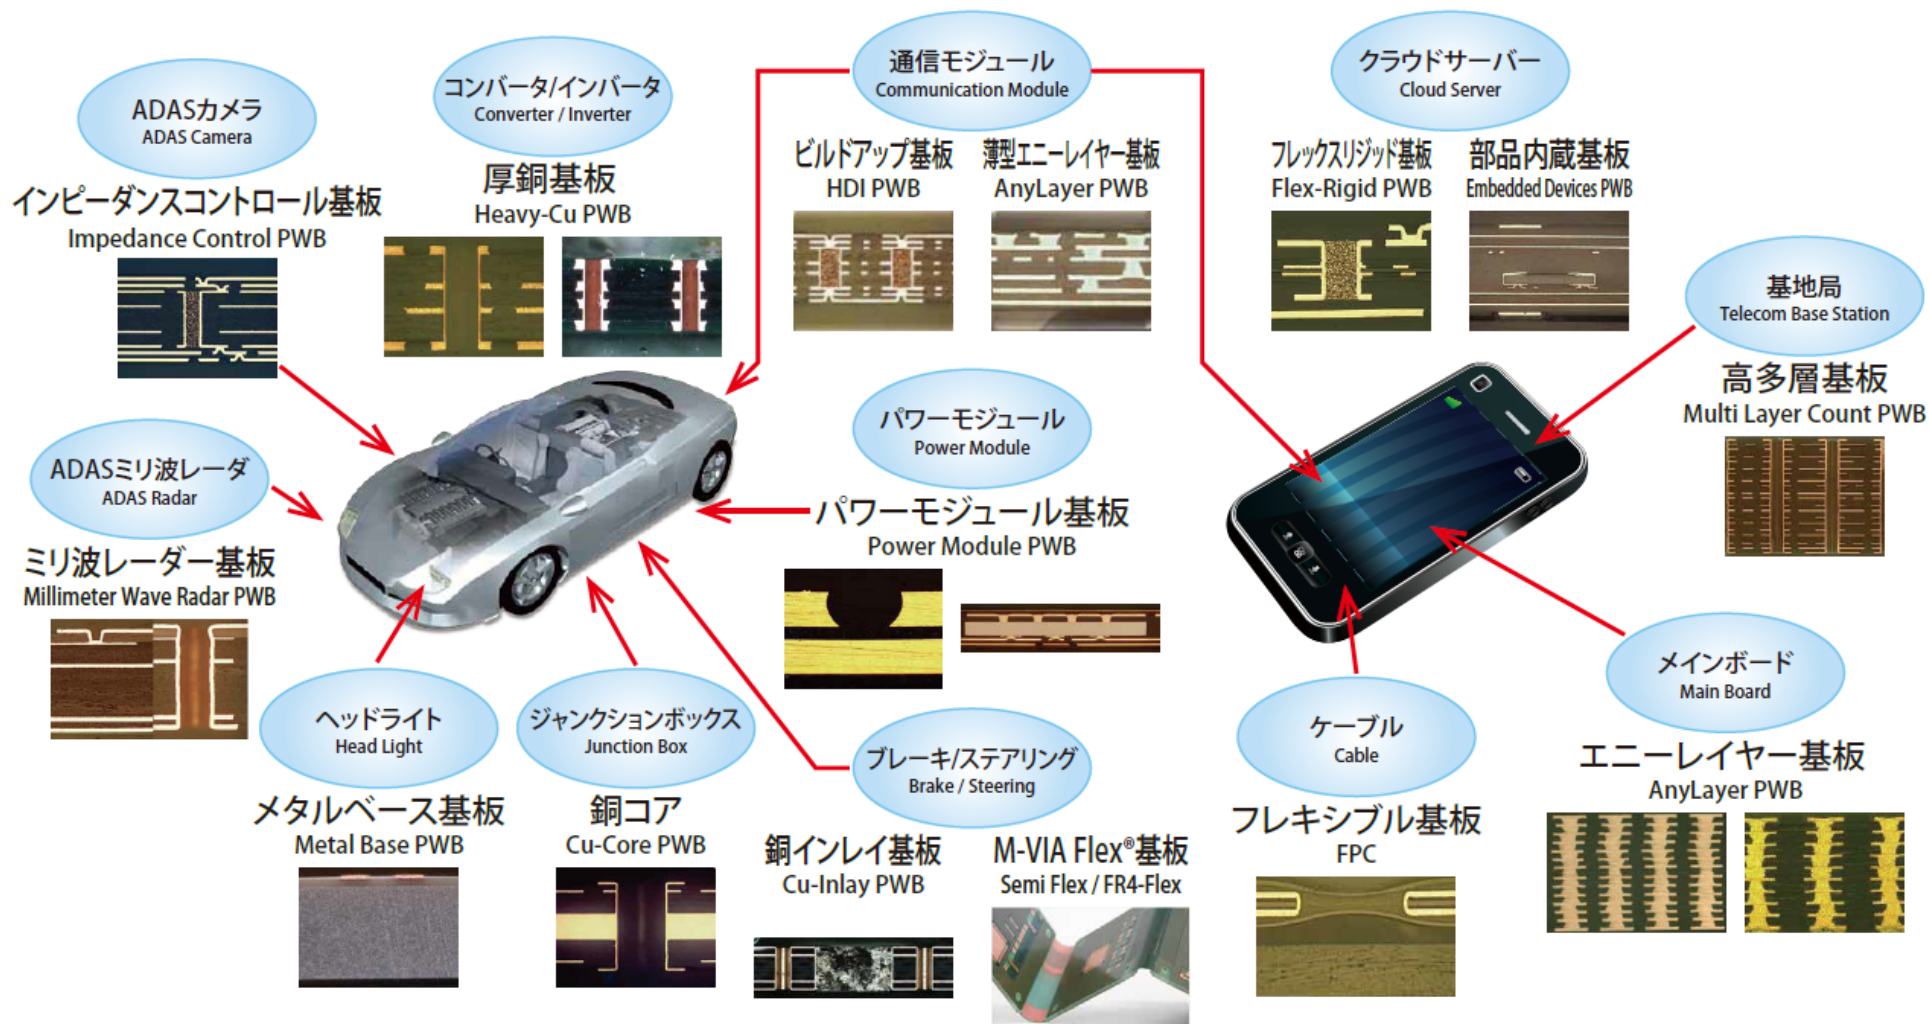 ADASカメラ
ADAS Camera
インピーダンスコントロール基板
Impedance Control PWB
コンバータ/インバータ
Converter / Inverter
厚銅基板
Heavy-Cu PWB
通信モジュール
Communication Module
ビルドアップ基板
HDI PWB
薄型エニーレイヤー基板
AnyLayer PWB
クラウドサーバー
Cloud Server
フレックスリジッド基板
Flex-Rigid PWB
部品内蔵基板
Embedded Devices PWB
基地局
Telecom Base Station
高多層基板
Multi Layer Count PWB
ADASミリ波レーダ
ADAS Radar
ミリ波レーダー基板
Millimeter Wave Radar PWB
パワーモジュール
Power Module
パワーモジュール基板
Power Module PWB
ヘッドライト
Head Light
メタルベース基板
Metal Base PWB
ジャンクションボックス
Junction Box
銅コア
Cu-Core PWB
ブレーキ/ステアリング
Brake / Steering
銅インレイ基板
Cu-Inlay PWB
M-VIA Flex®基板
Semi Flex / FR4-Flex
ケーブル
Cable
フレキシブル基板
FPC
メインボード
Main Board
エニーレイヤー基板
AnyLayer PWB